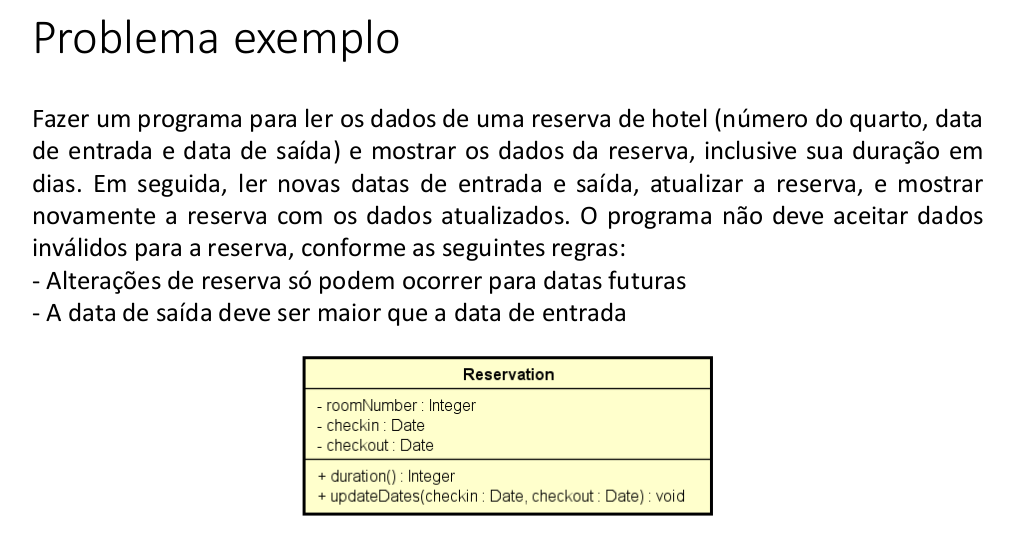 Problema exemplo
Fazer um programa para ler os dados de uma reserva de hotel (número do quarto, data
de entrada e data de saída) e mostrar os dados da reserva, inclusive sua duração em
dias. Em seguida, ler novas datas de entrada e saída, atualizar a reserva, e mostrar
novamente a reserva com os dados atualizados. O programa não deve aceitar dados
inválidos para a reserva, conforme as seguintes regras:
- Alterações de reserva só podem ocorrer para datas futuras
- A data de saída deve ser maior que a data de entrada
Reservation
- roomNumber : Integer
- checkin : Date
- checkout : Date
+ duration() : Integer
+ updateDates(checkin : Date, checkout : Date) : void